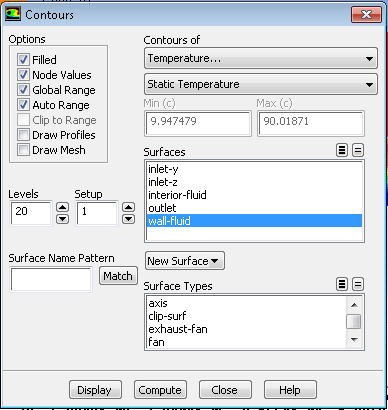 Contours
Options
Filled
Node Values
Global Range
Auto Range
Clip to Range
Draw Profiles
Draw Mesh
Levels
Setup
20
1
Surface Name Pattern
Match
Contours of
Temperature...
Static Temperature
Min (c)
Max (c)
9.947479
90.01871
Surfaces
inlet-y
inlet-z
interior-fluid
outlet
wall-fluid
New Surface
Surface Types
axis
clip-surf
exhaust-fan
fan
Display
Compute
Close
Help